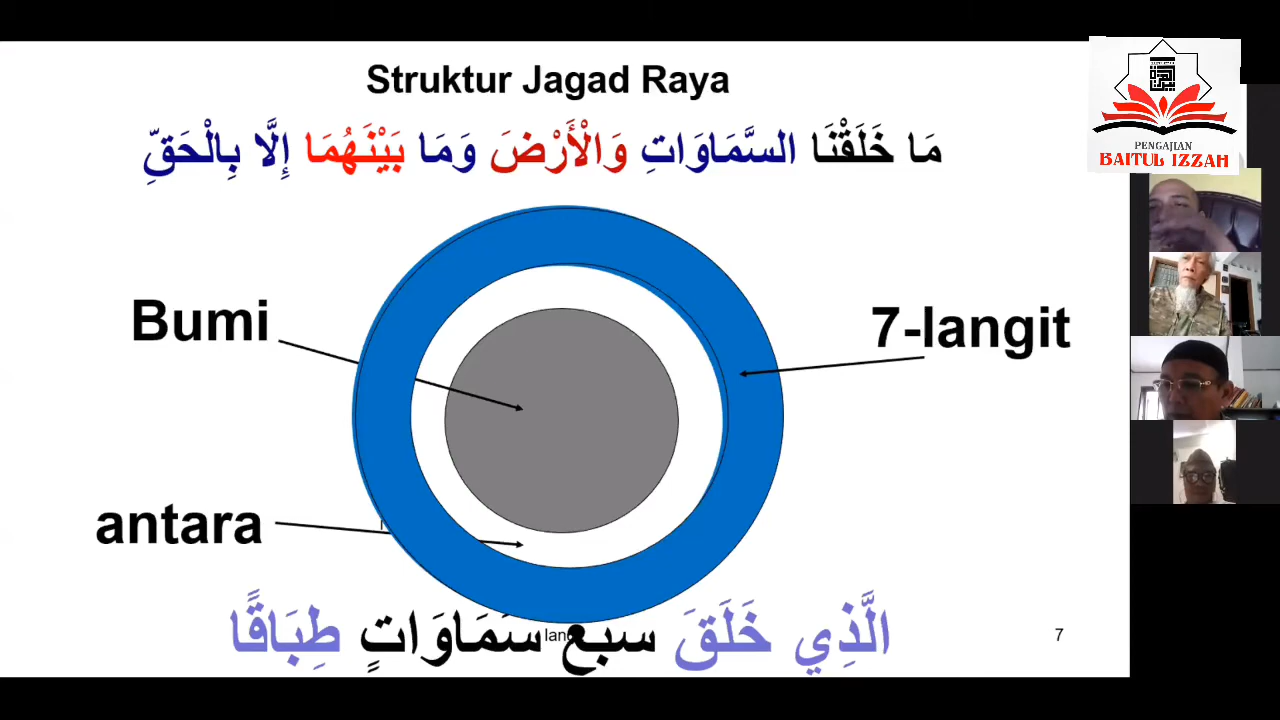 Struktur Jagad Raya
مَا خَلَقْنَا السَّمَاوَاتِ وَالْأَرْضَ وَمَا بَيْنَهُمَا إِلَّا بِالْحَقِّ
PENGAJIAN
BAITUL IZZAH
Bumi
7-langit
antara
الَّذِي خَلَقَ سبع سَمَاوَاتٍ طِبَاقًا
7